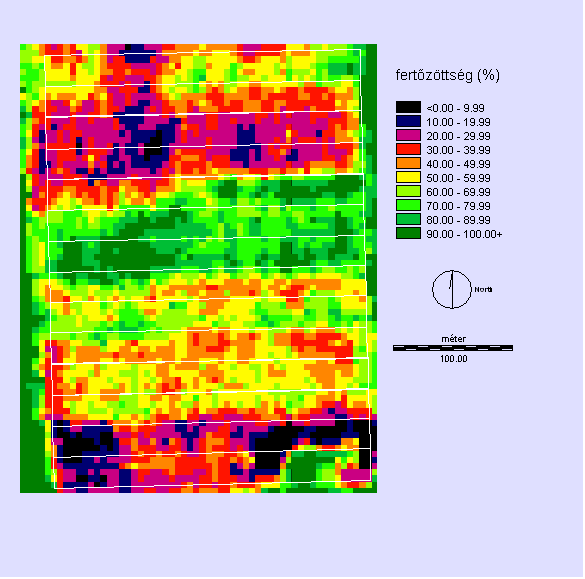 fertőzöttség (%)
<0.00 - 9.99
10.00 - 19.99
20.00 - 29.99
30.00 - 39.99
40.00 - 49.99
50.00 - 59.99
60.00 - 69.99
70.00 - 79.99
80.00 - 89.99
90.00 - 100.00+
North
méter
100.00